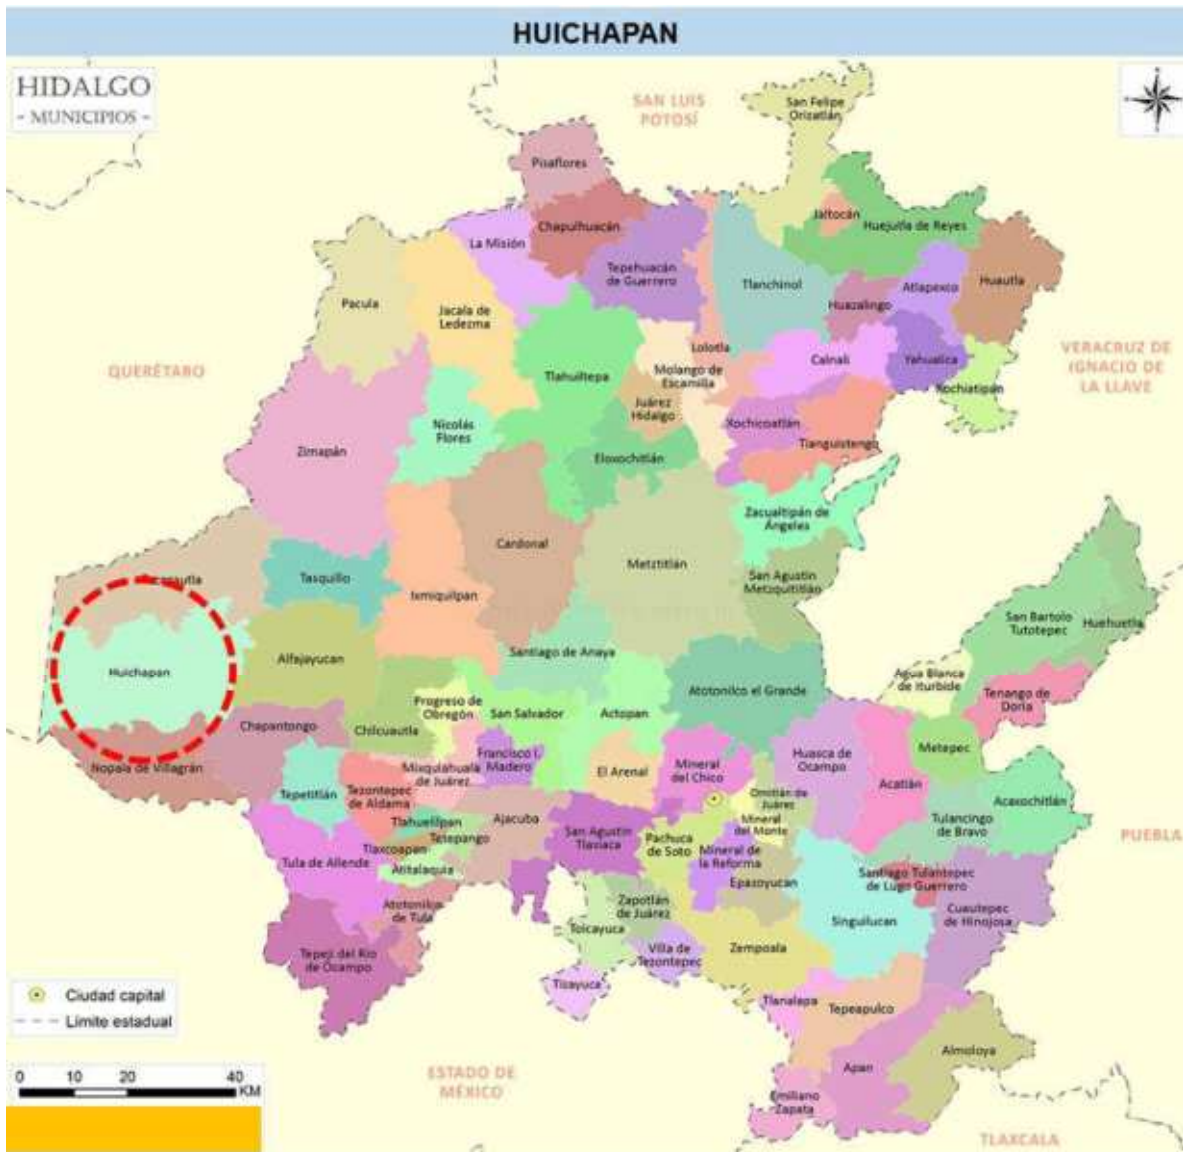 HUICHAPAN
HIDALGO
- MUNICIPIOS -
SAN LUIS
POTOSÍ
San Felipe
Orizatlán
Pisaflores
Jaltocán
Huejutla de Reyes
Chapulhuacán
La Misión
Tepehuacán
de Guerrero
Tlanchinol
Atlapexco
Huautla
Huazalingo
Pacula
Jacala de
Ledezma
QUERÉTARO
VERACRUZ DE
IGNACIO DE
LA LLAVE
Lolotla
Calnali
Yahualica
Xochiatipán
Tlahuiltepa
Molango de
Escamilla
Juárez
Hidalgo
Nicolás
Flores
Xochicoatlán
Tianguistengo
Zimapán
Eloxochitlán
Zacualtipán de
Ángeles
Cardonal
Metztitlán
San Agustín
Metzquititlán
Tasquillo
Ixmiquilpan
San Bartolo
Tutotepec
Huehuetla
Huichapan
Alfajayucan
Santiago de Anaya
Agua Blanca
de Iturbide
Tenango de
Doria
Atotonilco el Grande
Progreso de
Obregón
San Salvador
Actopan
Chapantongo
Chilcuautla
Metepec
Huasca de
Ocampo
Nopala de Villagrán
Mixquiahuala
de Juárez
Francisco I.
Madero
El Arenal
Mineral
del Chico
Acatlán
Tepetitlán
Tezontepec
de Aldama
Omitlán de
Juárez
Acaxochitlán
Tlahuelilpan
Ajacuba
Tulancingo
de Bravo
Mineral
del Monte
PUEBLA
Tetepango
San Agustín
Tlaxiaca
Pachuca
de Soto
Tlaxcoapan
Tula de Allende
Mineral de
la Reforma
Atitalaquia
Epazoyucan
Santiago Tulantepec
de Lugo Guerrero
Atotonilco
de Tula
Zapotlán
de Juárez
Singuilucan
Cuautepec
de Hinojosa
Tolcayuca
Tepeji del Río
de Ocampo
Villa de
Tezontepec
Zempoala
Tizayuca
Ciudad capital
Límite estadual
Tlanalapa
Tepeapulco
0 10 20 40
KM
ESTADO DE
MÉXICO
Almoloya
Apan
Emiliano
Zapata
TLAXCALA